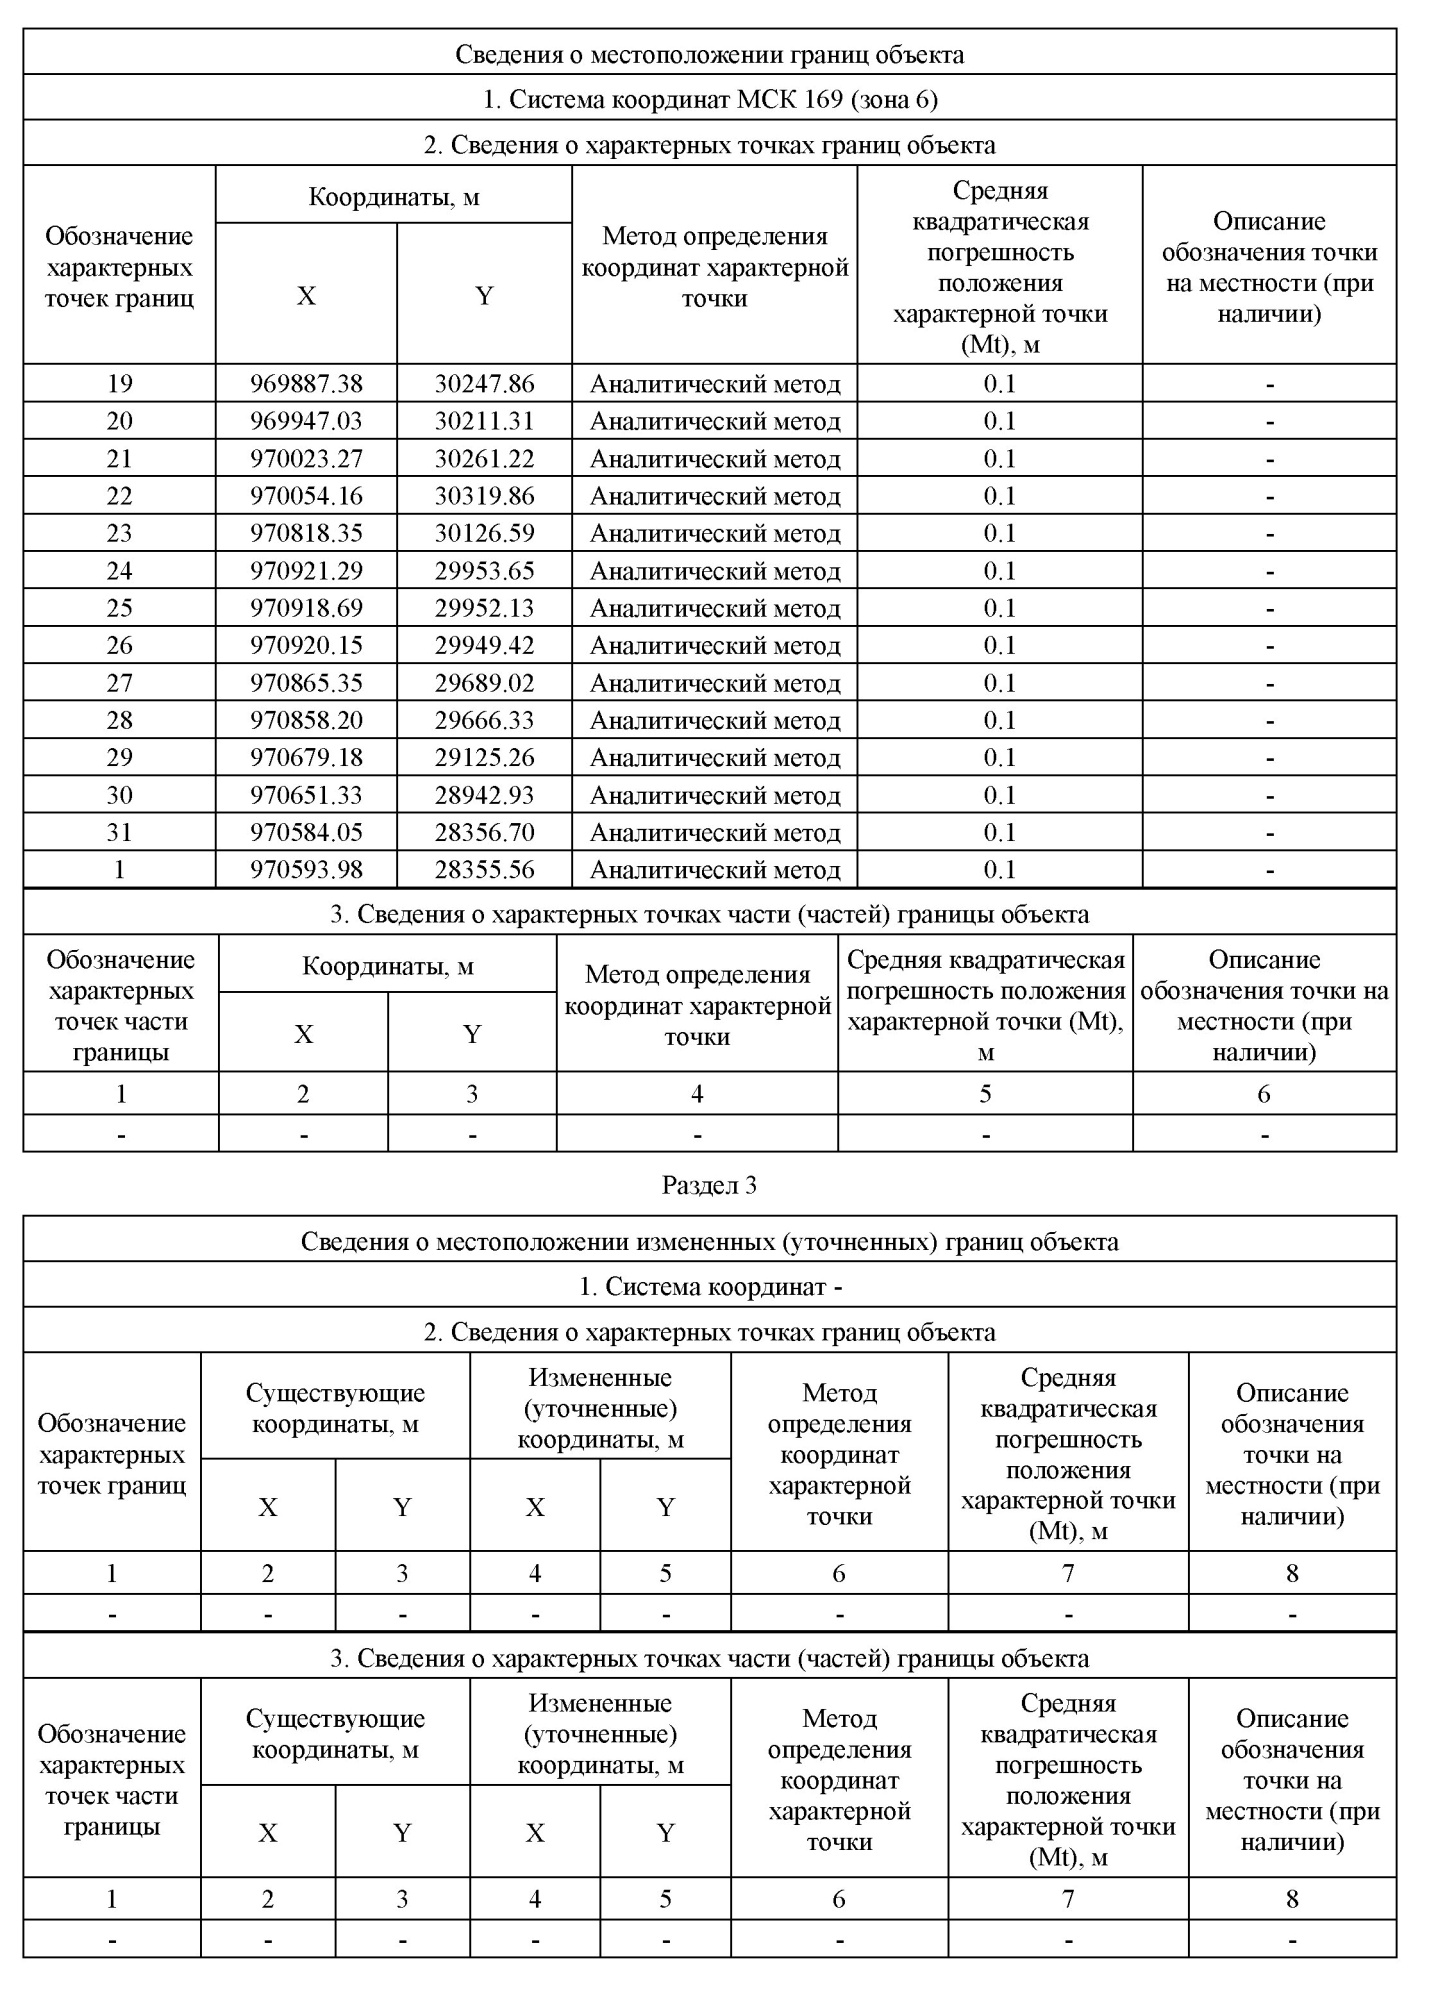 Сведения о местоположении границ объекта
1. Система координат МСК 169 (зона 6)
2. Сведения о характерных точках границ объекта
Обозначение
характерных
точек границ
Координаты, м
X
Y
Метод определения
координат характерной
точки
Средняя
квадратическая
погрешность
положения
характерной точки
(Mt), м
Описание
обозначения точки
на местности (при
наличии)
19 969887.38 30247.86 Аналитический метод 0.1 -
20 969947.03 30211.31 Аналитический метод 0.1 -
21 970023.27 30261.22 Аналитический метод 0.1 -
22 970054.16 30319.86 Аналитический метод 0.1 -
23 970818.35 30126.59 Аналитический метод 0.1 -
24 970921.29 29953.65 Аналитический метод 0.1 -
25 970918.69 29952.13 Аналитический метод 0.1 -
26 970920.15 29949.42 Аналитический метод 0.1 -
27 970865.35 29689.02 Аналитический метод 0.1 -
28 970858.20 29666.33 Аналитический метод 0.1 -
29 970679.18 29125.26 Аналитический метод 0.1 -
30 970651.33 28942.93 Аналитический метод 0.1 -
31 970584.05 28356.70 Аналитический метод 0.1 -
1 970593.98 28355.56 Аналитический метод 0.1 -
3. Сведения о характерных точках части (частей) границы объекта
Обозначение
характерных
точек части
границы
Координаты, м
X
Y
Метод определения
координат характерной
точки
Средняя квадратическая
погрешность положения
характерной точки (Mt),
м
Описание
обозначения точки на
местности (при
наличии)
1 2 3 4 5 6
- - - - - -
Раздел 3
Сведения о местоположении измененных (уточненных) границ объекта
1. Система координат -
2. Сведения о характерных точках границ объекта
Обозначение
характерных
точек границ
Существующие
координаты, м
X
Y
Измененные
(уточненные)
координаты, м
X
Y
Метод
определения
координат
характерной
точки
Средняя
квадратическая
погрешность
положения
характерной точки
(Mt), м
Описание
обозначения
точки на
местности (при
наличии)
1 2 3 4 5 6 7 8
- - - - - - - -
3. Сведения о характерных точках части (частей) границы объекта
Обозначение
характерных
точек части
границы
Существующие
координаты, м
X
Y
Измененные
(уточненные)
координаты, м
X
Y
Метод
определения
координат
характерной
точки
Средняя
квадратическая
погрешность
положения
характерной точки
(Mt), м
Описание
обозначения
точки на
местности (при
наличии)
1 2 3 4 5 6 7 8
- - - - - - - -